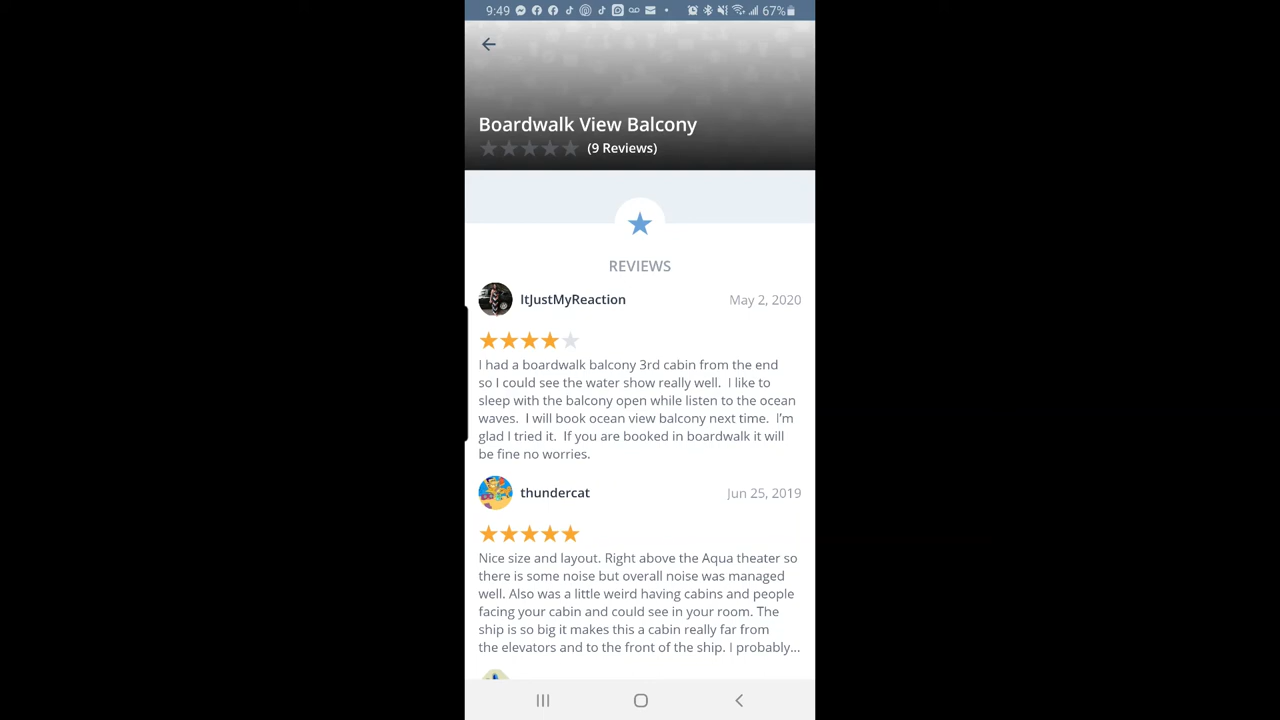 9:49
67%
Boardwalk View Balcony
(9 Reviews)
REVIEWS
ItJustMyReaction
May 2, 2020
I had a boardwalk balcony 3rd cabin from the end
so I could see the water show really well.  I like to
sleep with the balcony open while listen to the ocean
waves.  I will book ocean view balcony next time.  I'm
glad I tried it.  If you are booked in boardwalk it will
be fine no worries.
thundercat
Jun 25, 2019
Nice size and layout. Right above the Aqua theater so
there is some noise but overall noise was managed
well. Also was a little weird having cabins and people
facing your cabin and could see in your room. The
ship is so big it makes this a cabin really far from
the elevators and to the front of the ship. I probably...